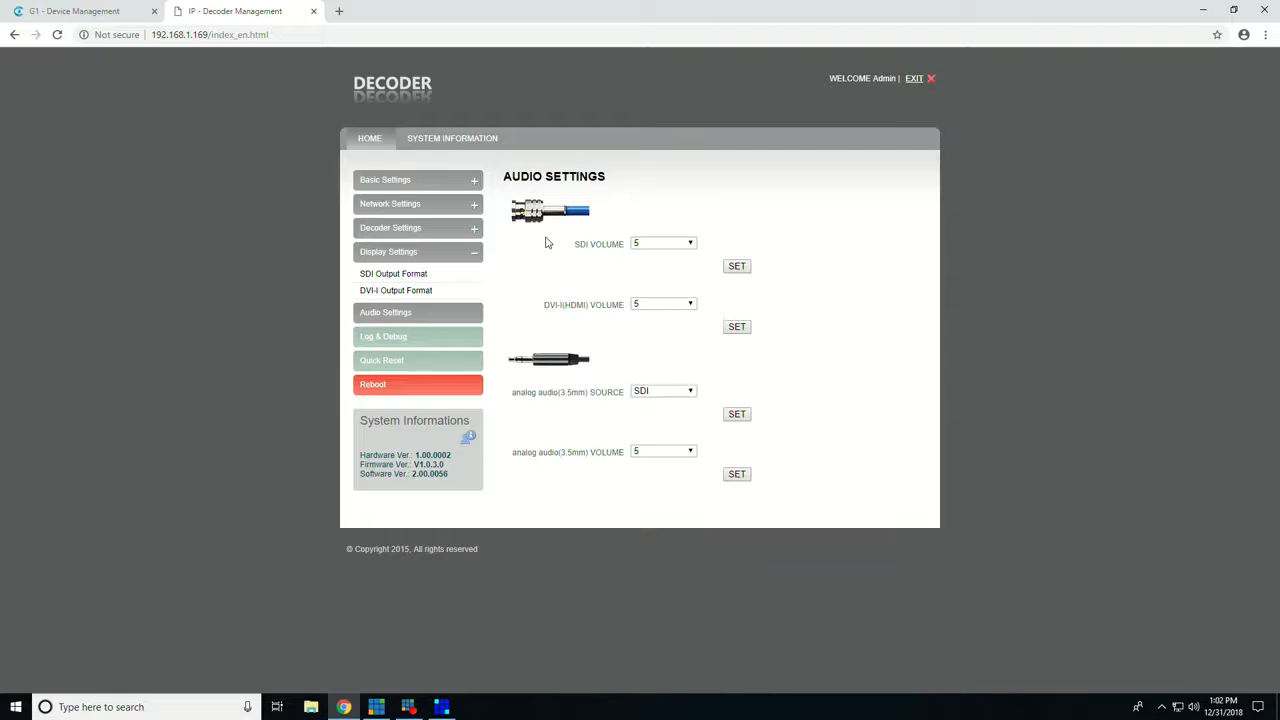 G1 - Device Management
IP - Decoder Management
Not secure 192.168.1.169/index_en.html
DECODER
WELCOME Admin | EXIT
HOME SYSTEM INFORMATION
Basic Settings
Network Settings
Decoder Settings
Display Settings
SDI Output Format
DVI-I Output Format
Audio Settings
Log & Debug
Quick Reset
Reboot
System Informations
Hardware Ver.: 1.00.0002
Firmware Ver.: V1.0.3.0
Software Ver.: 2.00.0056
AUDIO SETTINGS
SDI VOLUME 5
SET
DVI-I(HDMI) VOLUME 5
SET
analog audio(3.5mm) SOURCE SDI
SET
analog audio(3.5mm) VOLUME 5
SET
© Copyright 2015, All rights reserved
Type here to search
1:02 PM
12/31/2018